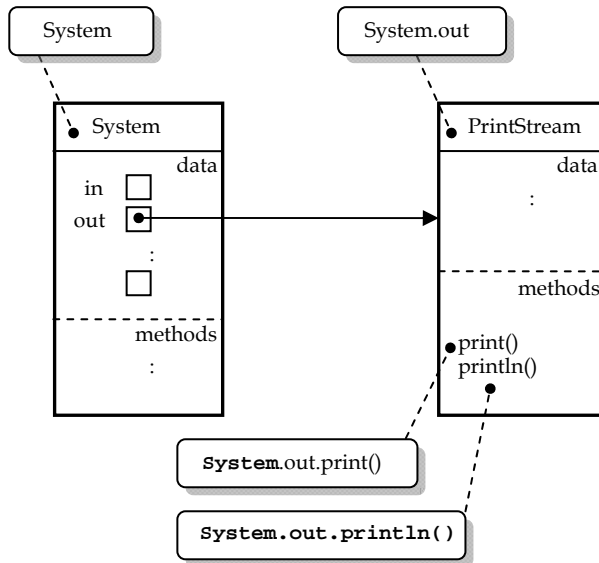 System
System.out
System
data
in
out
:
methods
:
PrintStream
data
:
methods
print()
println()
System.out.print()
System.out.println()